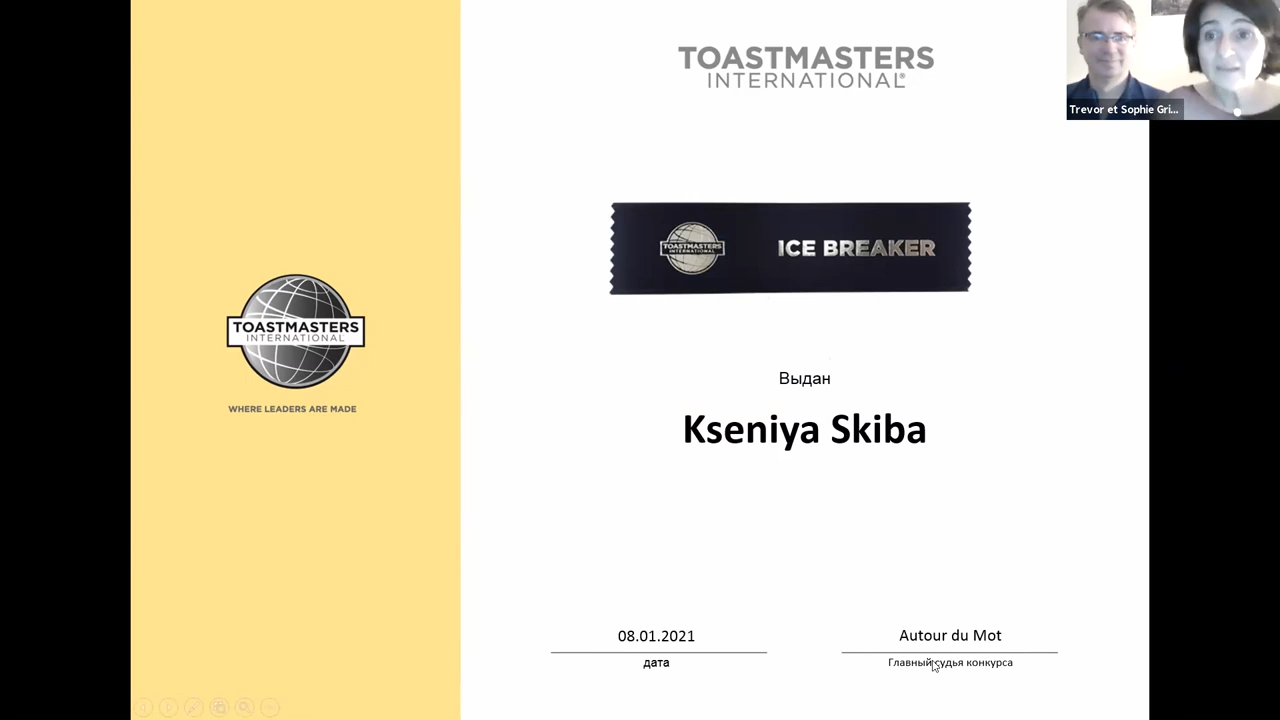 TOASTMASTERS
INTERNATIONAL®
Trevor et Sophie Gri...
TOASTMASTERS
INTERNATIONAL
ICE BREAKER
TOASTMASTERS
INTERNATIONAL
WHERE LEADERS ARE MADE
Выдан
Kseniya Skiba
08.01.2021
Autour du Mot
дата
Главный судья конкурса